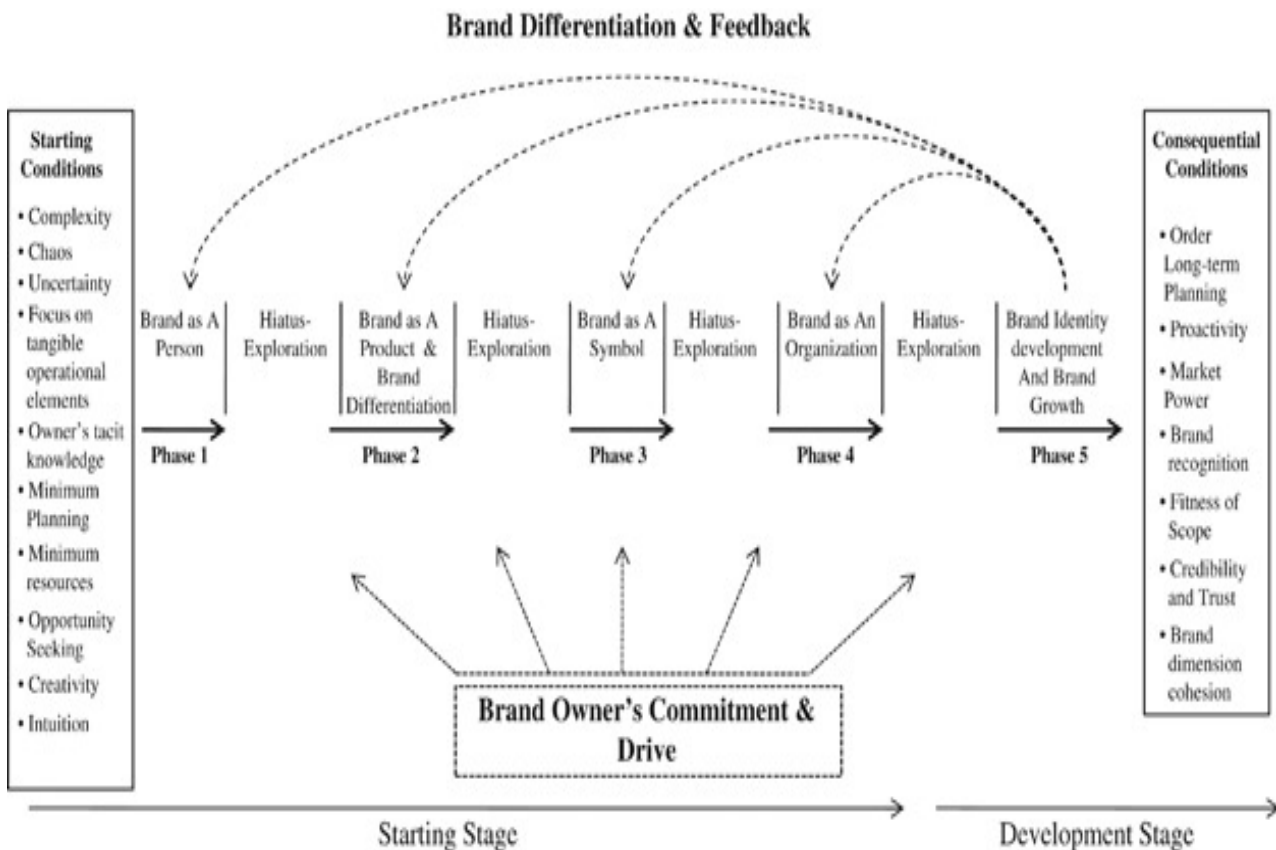 Brand Differentiation & Feedback
Starting
Conditions
• Complexity
• Chaos
• Uncertainty
• Focus on
tangible
operational
elements
• Owner's tacit
knowledge
• Minimum
Planning
• Minimum
resources
• Opportunity
Seeking
• Creativity
• Intuition
Brand as A
Person
Phase 1
Hiatus-
Exploration
Brand as A
Product &
Brand
Differentiation
Phase 2
Hiatus-
Exploration
Brand as A
Symbol
Phase 3
Hiatus-
Exploration
Brand as An
Organization
Phase 4
Hiatus-
Exploration
Brand Identity
development
And Brand
Growth
Phase 5
Consequential
Conditions
• Order
Long-term
Planning
• Proactivity
• Market
Power
• Brand
recognition
• Fitness of
Scope
• Credibility
and Trust
• Brand
dimension
cohesion
Brand Owner's Commitment &
Drive
Starting Stage
Development Stage